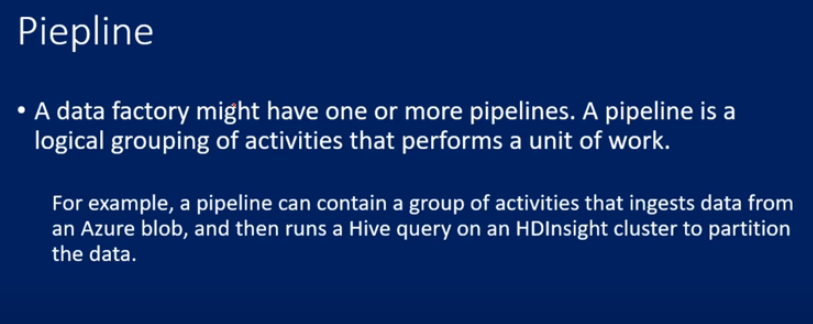 Piepline
• A data factory might have one or more pipelines. A pipeline is a
logical grouping of activities that performs a unit of work.
For example, a pipeline can contain a group of activities that ingests data from
an Azure blob, and then runs a Hive query on an HDInsight cluster to partition
the data.